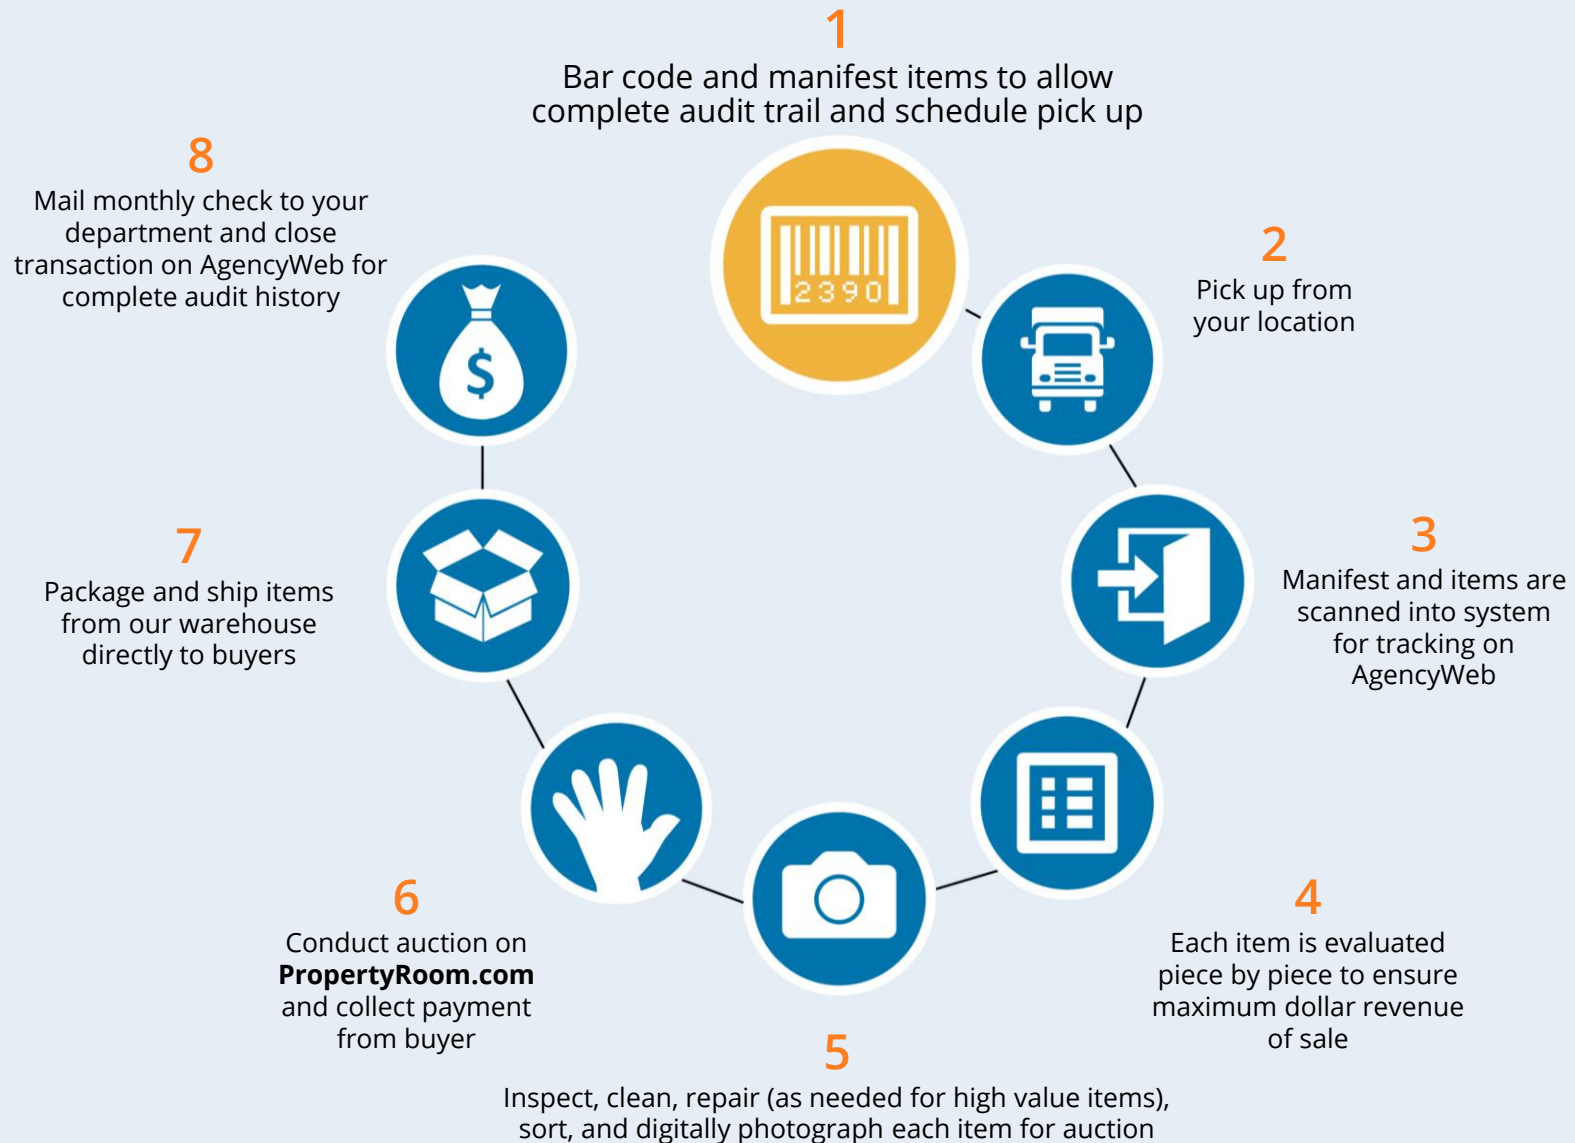 1
Bar code and manifest items to allow
complete audit trail and schedule pick up
2390
2
Pick up from
your location
3
Manifest and items are
scanned into system
for tracking on
AgencyWeb
4
Each item is evaluated
piece by piece to ensure
maximum dollar revenue
of sale
5
Inspect, clean, repair (as needed for high value items),
sort, and digitally photograph each item for auction
6
Conduct auction on
PropertyRoom.com
and collect payment
from buyer
7
Package and ship items
from our warehouse
directly to buyers
8
Mail monthly check to your
department and close
transaction on AgencyWeb for
complete audit history
$